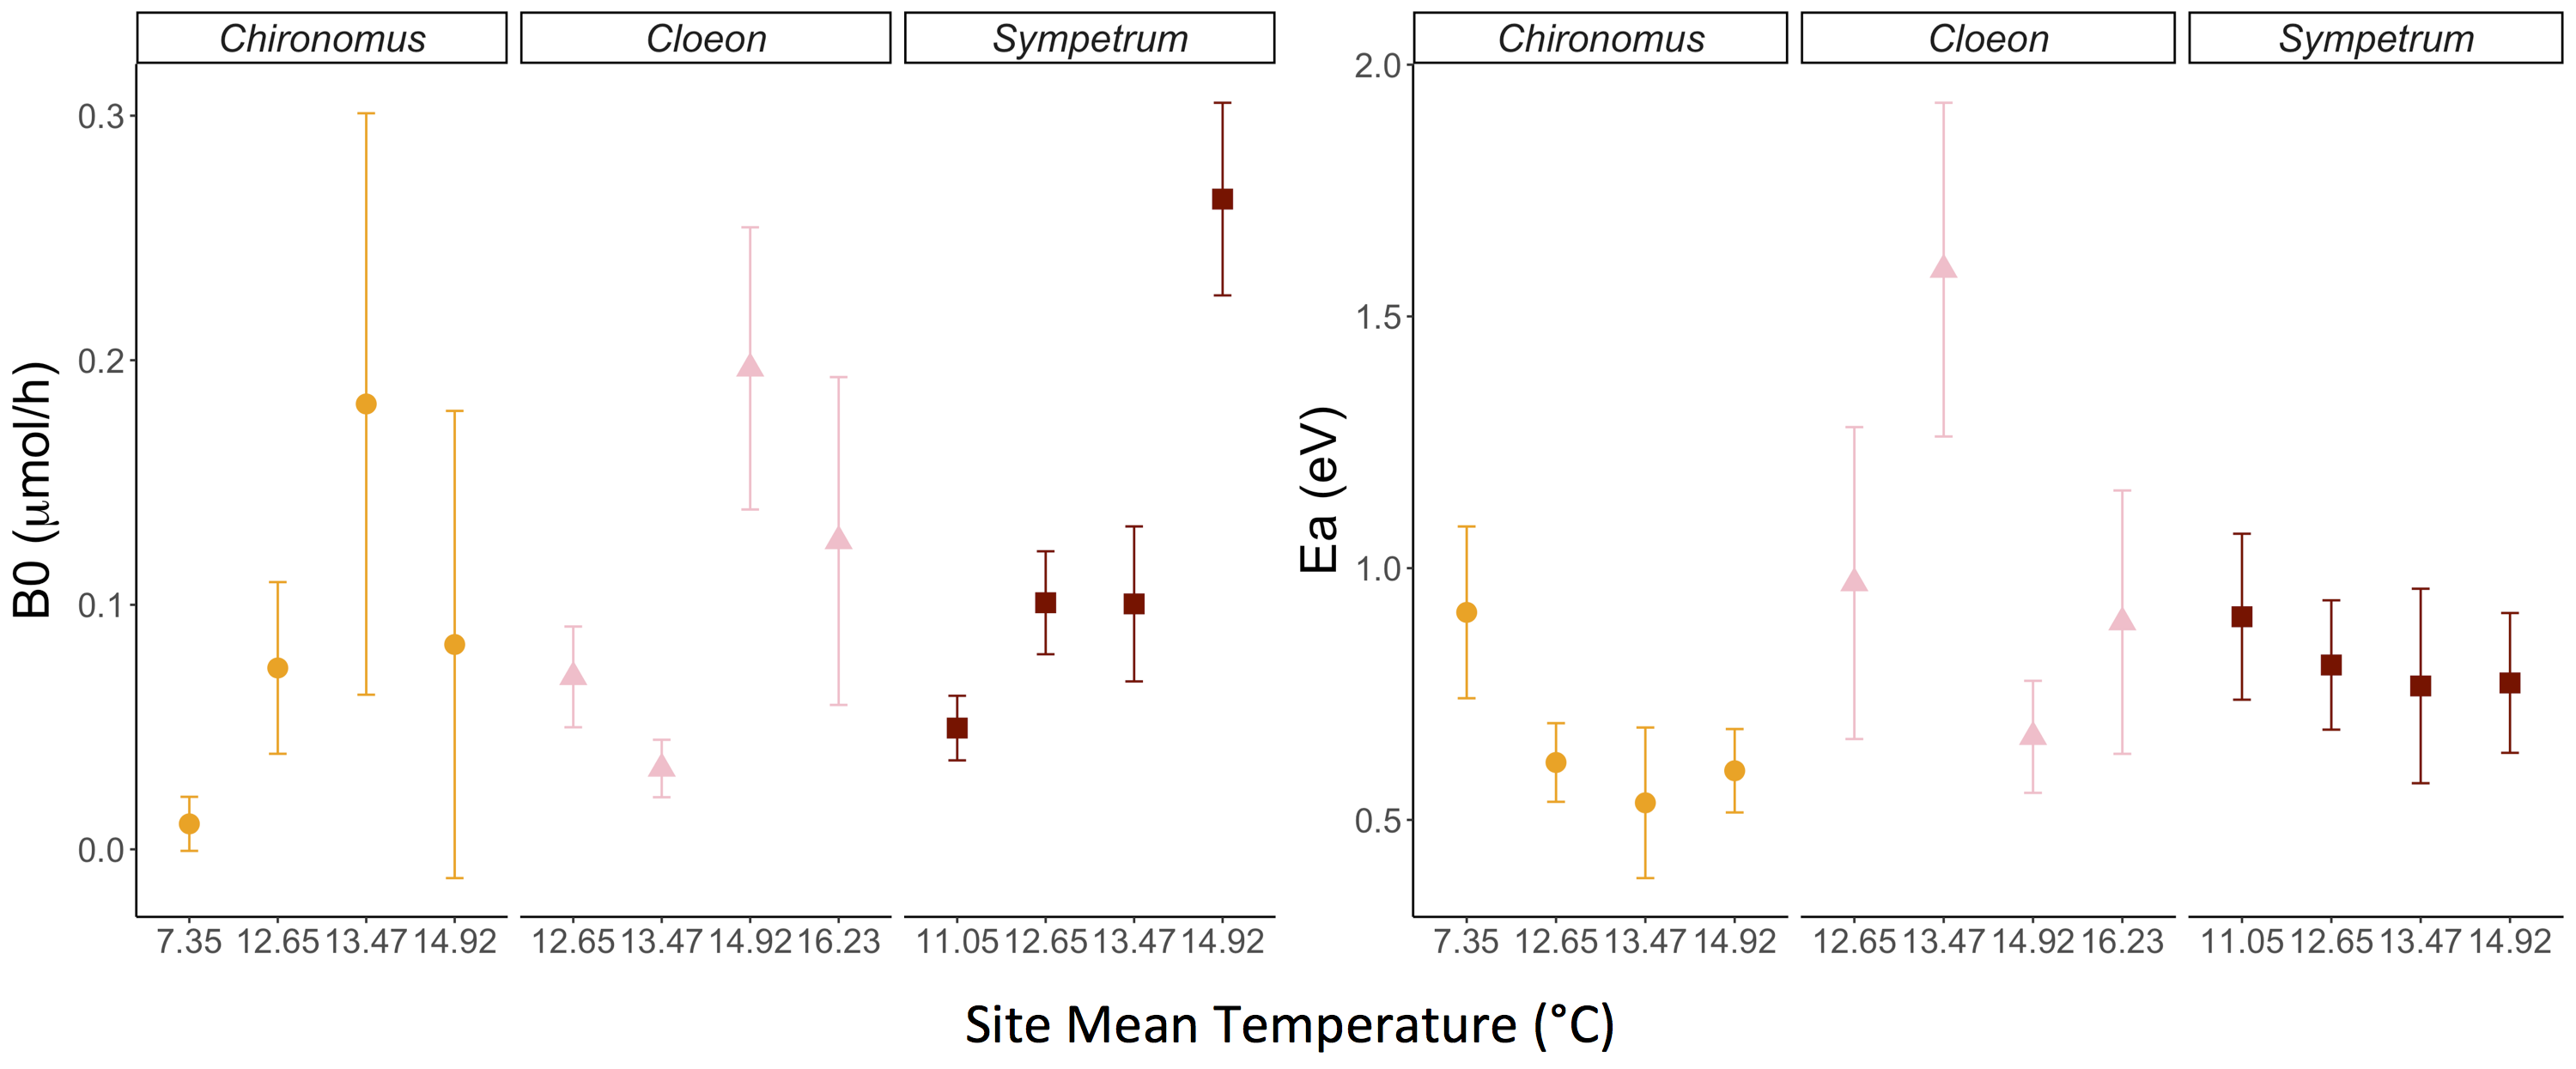 Chironomus Cloeon Sympetrum
0.3
0.2
0.1
0.0
B0 (μmol/h)
7.35 12.65 13.47 14.92 12.65 13.47 14.92 16.23 11.05 12.65 13.47 14.92
Chironomus Cloeon Sympetrum
2.0
1.5
1.0
0.5
Ea (eV)
7.35 12.65 13.47 14.92 12.65 13.47 14.92 16.23 11.05 12.65 13.47 14.92
Site Mean Temperature (°C)